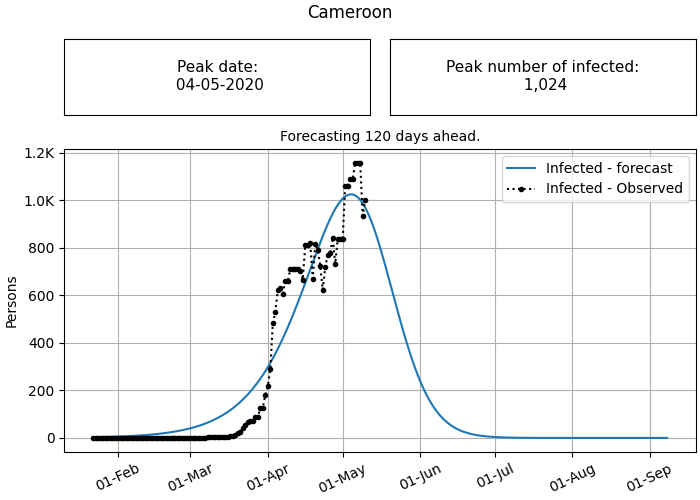 Cameroon
Peak date:
04-05-2020
Peak number of infected:
1,024
Forecasting 120 days ahead.
Infected - forecast
Infected - Observed
Persons
1.2K
1.0K
800
600
400
200
0
01-Feb
01-Mar
01-Apr
01-May
01-Jun
01-Jul
01-Aug
01-Sep